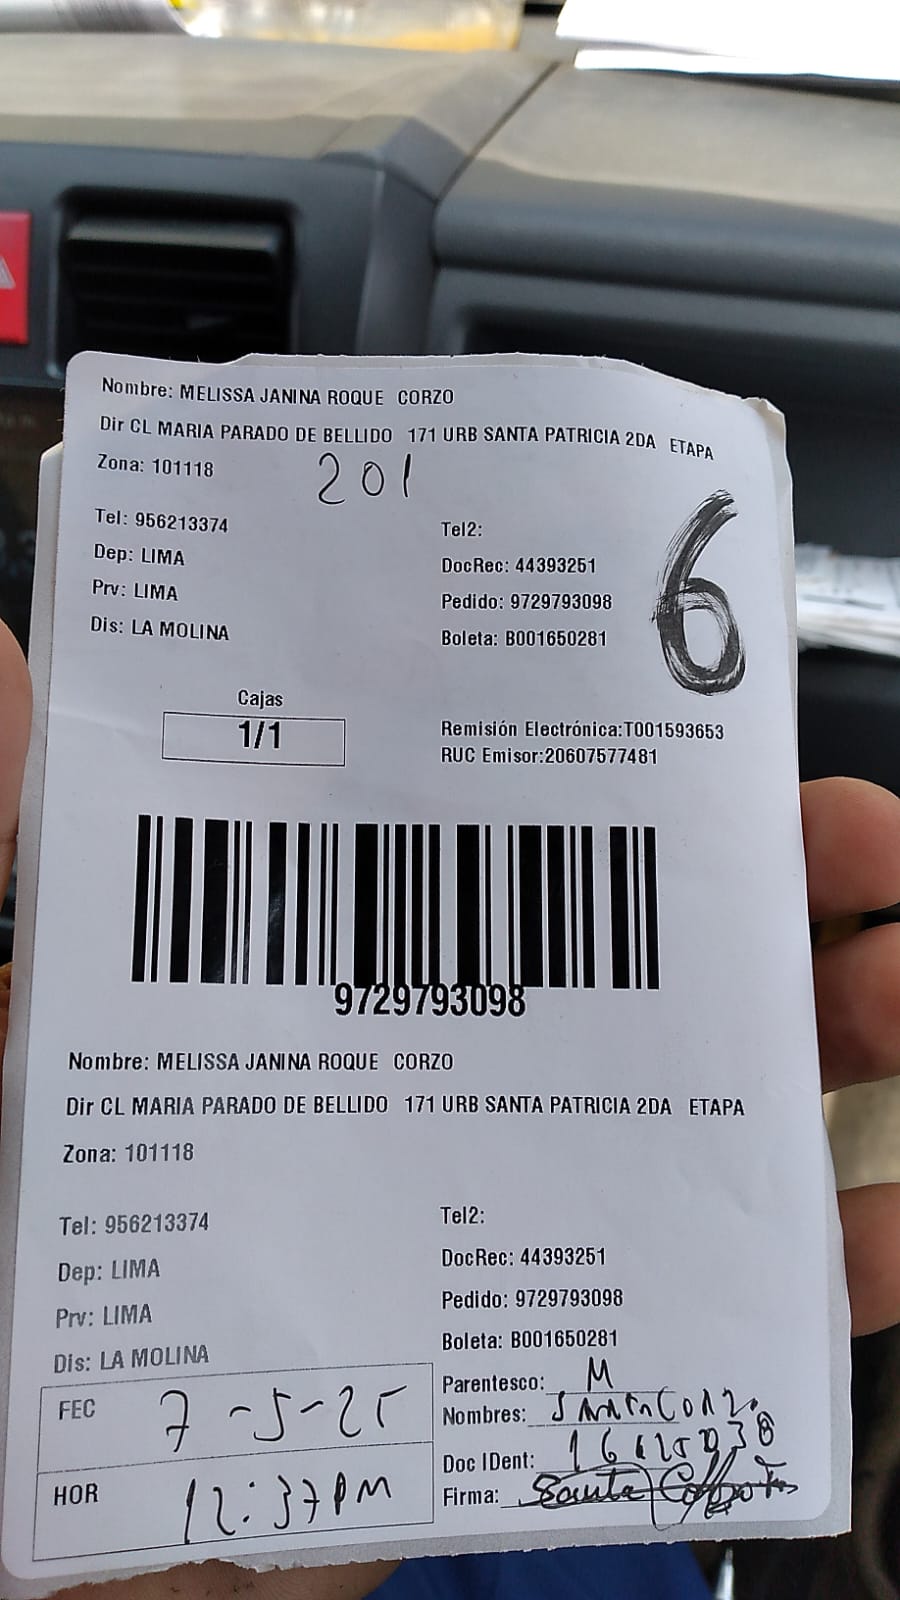 Nombre: MELISSA JANINA ROQUE CORZO
Dir CL MARIA PARADO DE BELLIDO 171 URB SANTA PATRICIA 2DA ETAPA
Zona: 101118
201
6
Tel: 956213374
Tel2:
Dep: LIMA
DocRec: 44393251
Prv: LIMA
Pedido: 9729793098
Dis: LA MOLINA
Boleta: B001650281
Cajas
1/1
Remisión Electrónica:T001593653
RUC Emisor:20607577481
9729793098
Nombre: MELISSA JANINA ROQUE CORZO
Dir CL MARIA PARADO DE BELLIDO 171 URB SANTA PATRICIA 2DA ETAPA
Zona: 101118
Tel: 956213374
Tel2:
Dep: LIMA
DocRec: 44393251
Prv: LIMA
Pedido: 9729793098
Dis: LA MOLINA
Boleta: B001650281
FEC 7-5-25
Parentesco: M
Nombres:
Doc IDent:
HOR 12:37PM
Firma: